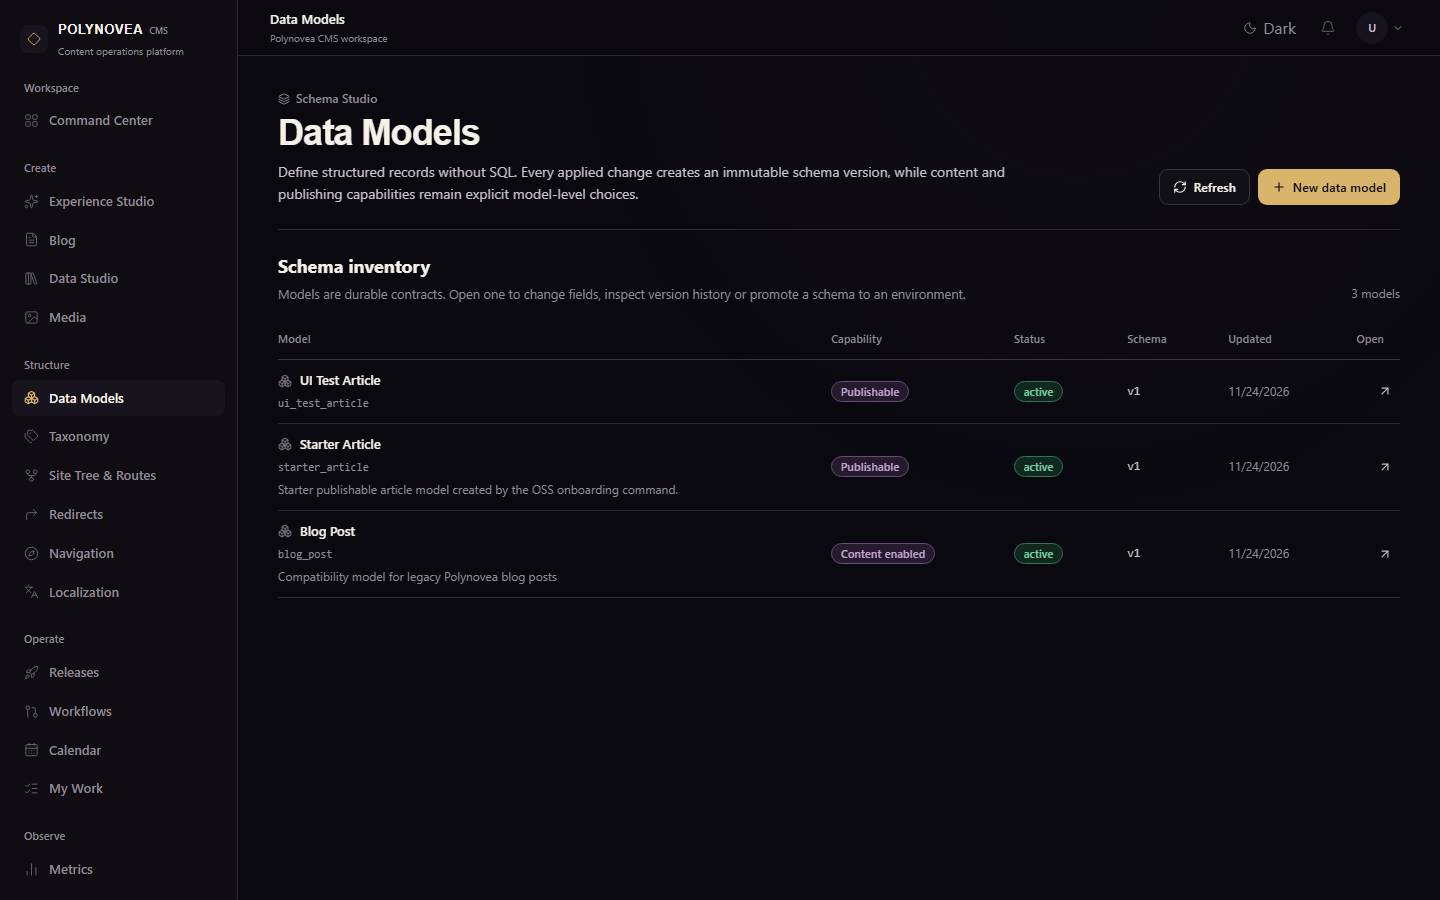 POLYNOVEA CMS
Content operations platform
Workspace
Command Center
Create
Experience Studio
Blog
Data Studio
Media
Structure
Data Models
Taxonomy
Site Tree & Routes
Redirects
Navigation
Localization
Operate
Releases
Workflows
Calendar
My Work
Observe
Metrics
Data Models
Polynovea CMS workspace
Dark
U
Schema Studio
Data Models
Define structured records without SQL. Every applied change creates an immutable schema version, while content and
publishing capabilities remain explicit model-level choices.
Refresh
New data model
Schema inventory
Models are durable contracts. Open one to change fields, inspect version history or promote a schema to an environment.
3 models
Model Capability Status Schema Updated Open
UI Test Article
ui_test_article
Publishable active v1 11/24/2026
Starter Article
starter_article
Starter publishable article model created by the OSS onboarding command.
Publishable active v1 11/24/2026
Blog Post
blog_post
Compatibility model for legacy Polynovea blog posts
Content enabled active v1 11/24/2026